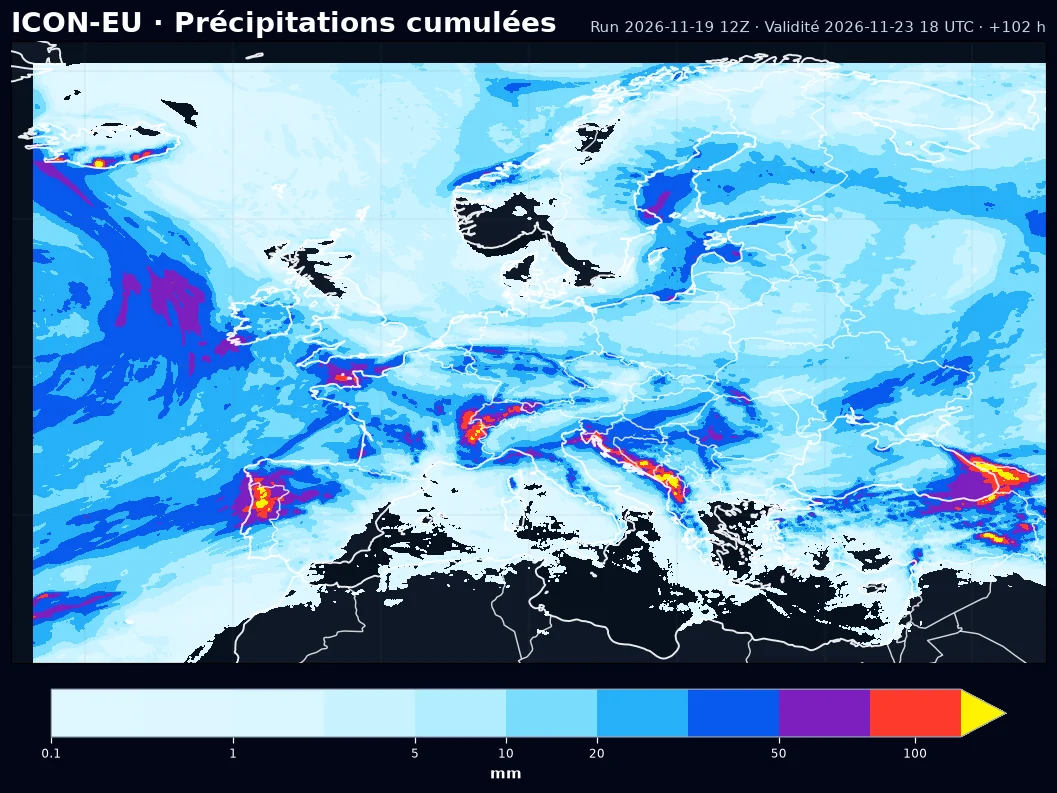 ICON-EU · Précipitations cumulées
Run 2026-11-19 12Z · Validité 2026-11-23 18 UTC · +102 h
0.1 1 5 10 20 50 100
mm